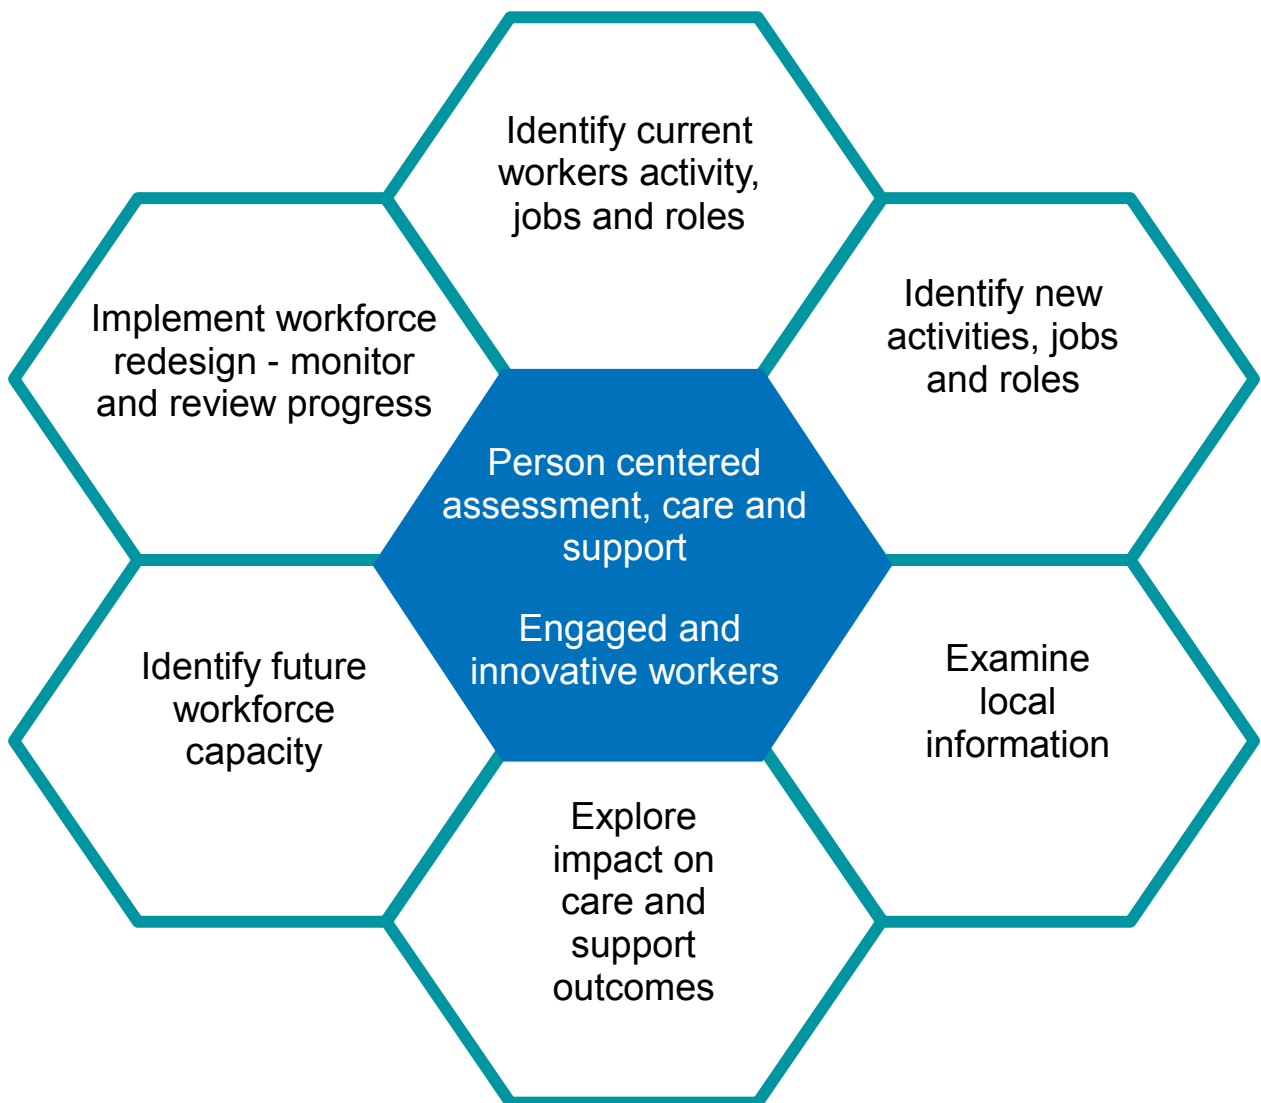 Identify current
workers activity,
jobs and roles
Identify new
activities, jobs
and roles
Implement workforce
redesign - monitor
and review progress
Person centered
assessment, care and
support
Engaged and
innovative workers
Identify future
workforce
capacity
Examine
local
information
Explore
impact on
care and
support
outcomes